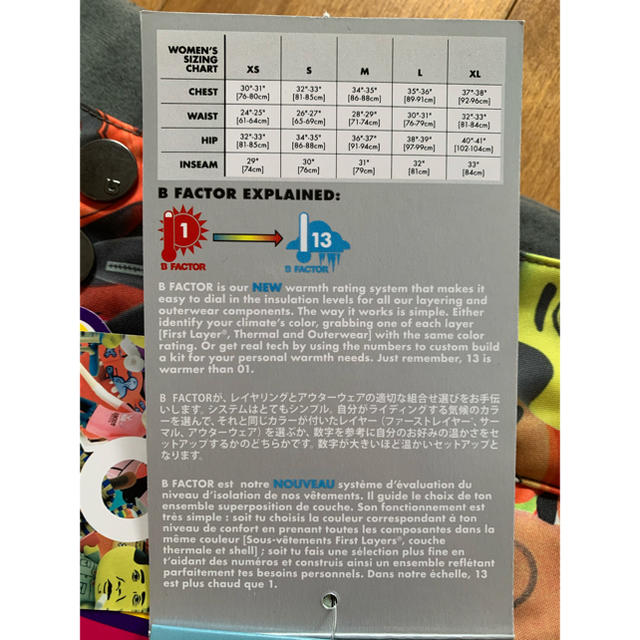 WOMEN'S
SIZING
CHART XS S M L XL
CHEST 30"-31" 32"-33" 34"-35" 35"-36" 37"-38"
[76-80cm] [81-85cm] [86-88cm] [89-91cm] [92-96cm]
WAIST 24"-25" 26"-27" 28"-29" 30"-31" 32"-33"
[61-64cm] [65-69cm] [71-74cm] [76-79cm] [81-84cm]
HIP 32"-33" 34"-35" 36"-37" 38"-39" 40"-41"
[81-85cm] [86-88cm] [91-94cm] [97-99cm] [102-104cm]
INSEAM 29" 30" 31" 32" 33"
[74cm] [76cm] [79cm] [81cm] [84cm]
B FACTOR EXPLAINED:
1 13
B FACTOR B FACTOR
B FACTOR is our NEW warmth rating system that makes it
easy to dial in the insulation levels for all our layering and
outerwear components. The way it works is simple. Either
identify your climate's color, grabbing one of each layer
[First Layer®, Thermal and Outerwear] with the same color
rating. Or get real tech by using the numbers to custom build
a kit for your personal warmth needs. Just remember, 13 is
warmer than 01.
B FACTORが、レイヤリングとアウターウェアの適切な組合せ選びをお手伝
いします。システムはとてもシンプル。自分がライディングする気候のカラー
を選んで、それと同じカラーが付いたレイヤー（ファーストレイヤー®、サー
マル、アウターウェア）を選ぶか、数字を参考に自分のお好みの温かさをセ
ットアップするかのどちらかです。数字が大きいほど温かいセットアップと
なります。
B FACTOR est notre NOUVEAU système d'évaluation du
niveau d'isolation de nos vêtements. Il guide le choix de ton
ensemble superposition de couche. Son fonctionnement est
très simple : soit tu choisis la couleur correspondant à ton
niveau de confort en prenant toutes les composantes dans la
même couleur [Sous-vêtements First Layers®, couche
thermale et shell] ; soit tu fais une sélection plus fine en
t'aidant des numéros et construis ainsi un ensemble reflétant
parfaitement tes besoins personnels. Dans notre échelle, 13
est plus chaud que 1.